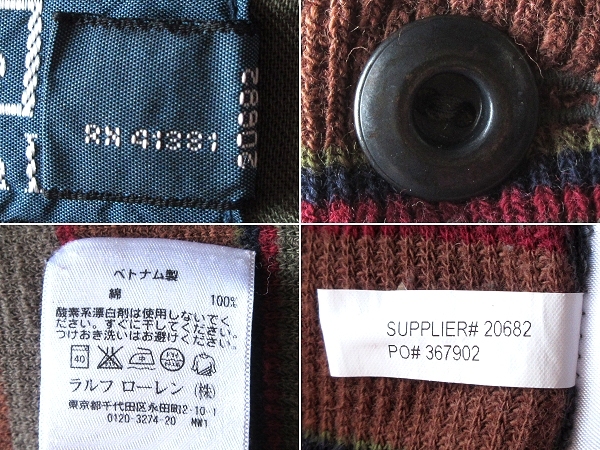 RN 41381
20682
ベトナム製
綿 100%
酸素系漂白剤は使用しないでく
ださい。すぐに干してください。
つけおき洗いはお避けください。
40
ラルフ ローレン (株)
東京都千代田区永田町2-10-1
0120-3274-20 NW1
SUPPLIER# 20682
PO# 367902